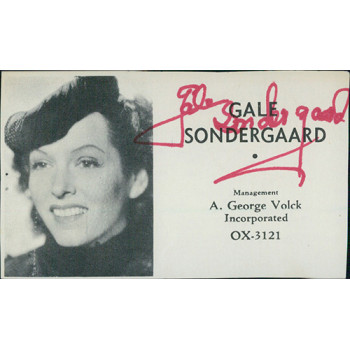 Gale Sondergaard
GALE
SONDERGAARD
Management
A. George Volck
Incorporated
OX-3121